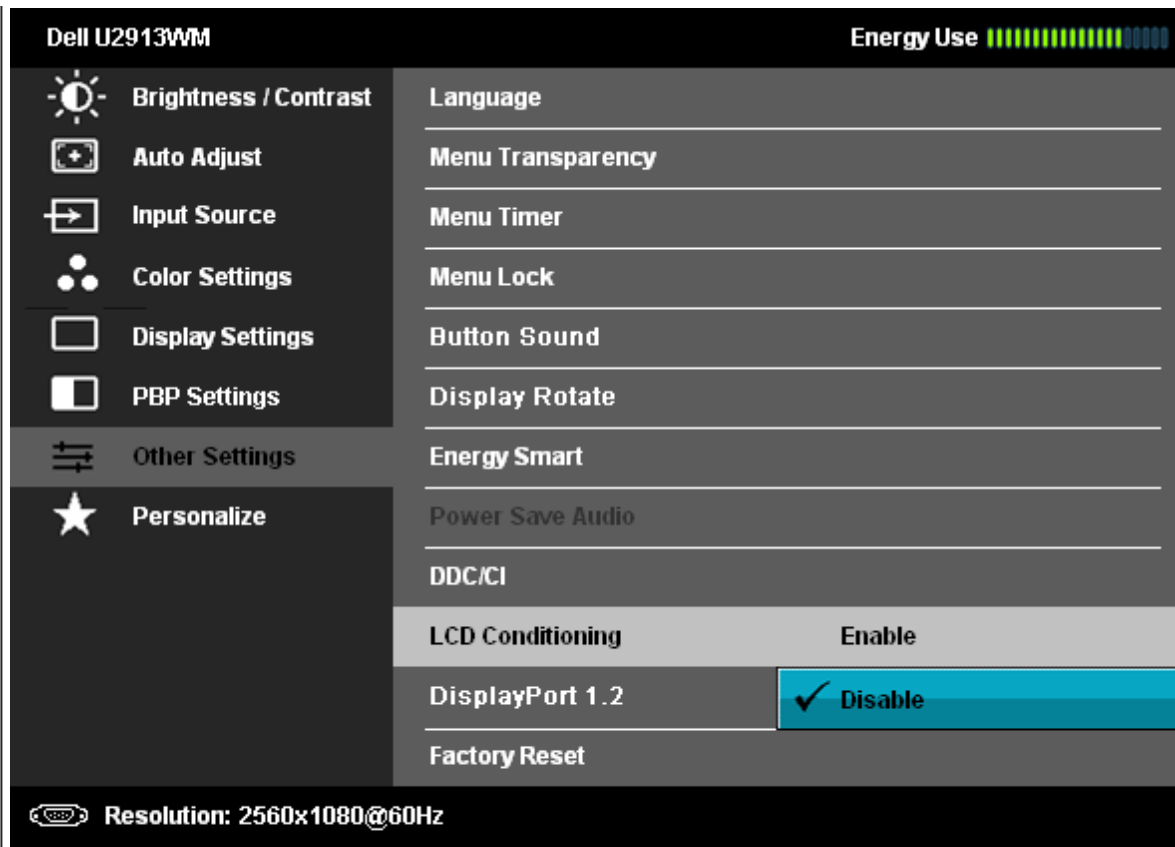 Dell U2913WM Energy Use
Brightness / Contrast
Auto Adjust
Input Source
Color Settings
Display Settings
PBP Settings
Other Settings
Personalize
Language
Menu Transparency
Menu Timer
Menu Lock
Button Sound
Display Rotate
Energy Smart
Power Save Audio
DDC/CI
LCD Conditioning Enable
DisplayPort 1.2 Disable
Factory Reset
Resolution: 2560x1080@60Hz